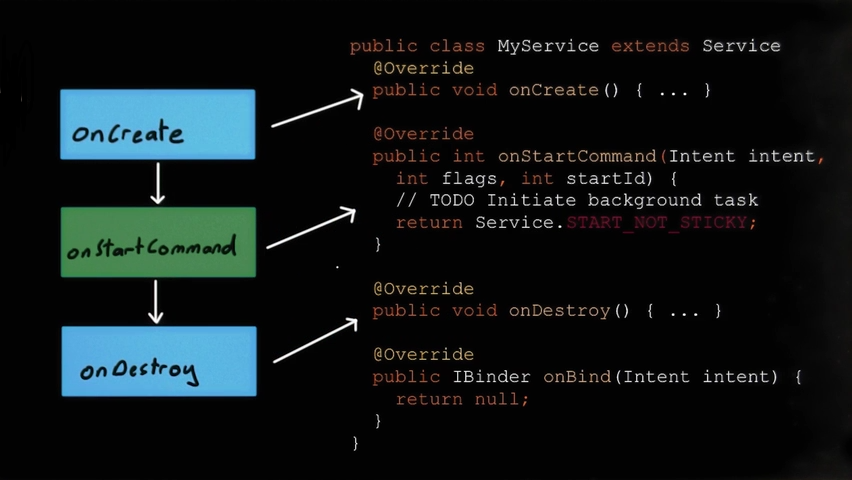 onCreate
onStartCommand
onDestroy
public class MyService extends Service
@Override
public void onCreate() { ... }
@Override
public int onStartCommand(Intent intent,
int flags, int startId) {
// TODO Initiate background task
return Service.START_NOT_STICKY;
}
@Override
public void onDestroy() { ... }
@Override
public IBinder onBind(Intent intent) {
return null;
}
}